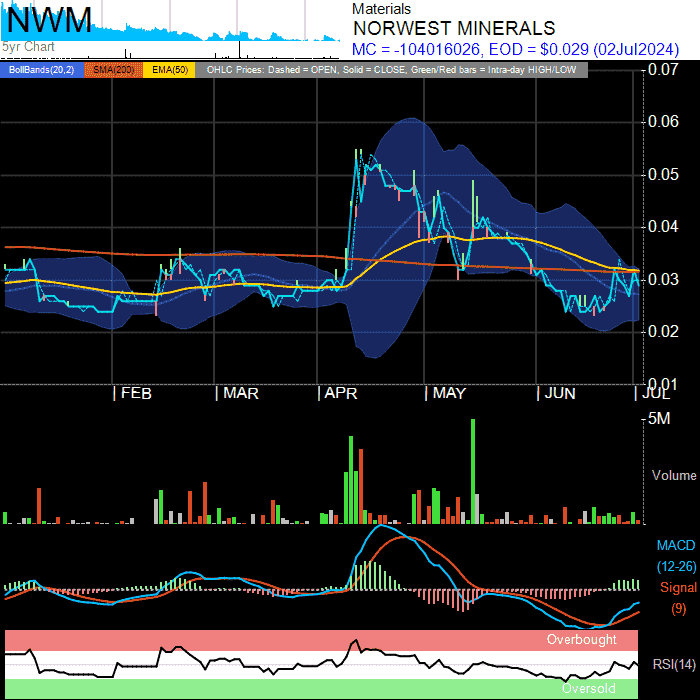 NWM
5yr Chart
Materials
NORWEST MINERALS
MC = -104016026, EOD = $0.029 (02Jul2024)
BollBands(20,2) SMA(200) EMA(50) OHLC Prices: Dashed = OPEN, Solid = CLOSE, Green/Red bars = Intra-day HIGH/LOW
0.07
0.06
0.05
0.04
0.03
0.02
0.01
FEB MAR APR MAY JUN JUL
5M
Volume
MACD
(12-26)
Signal
(9)
Overbought
RSI(14)
Oversold